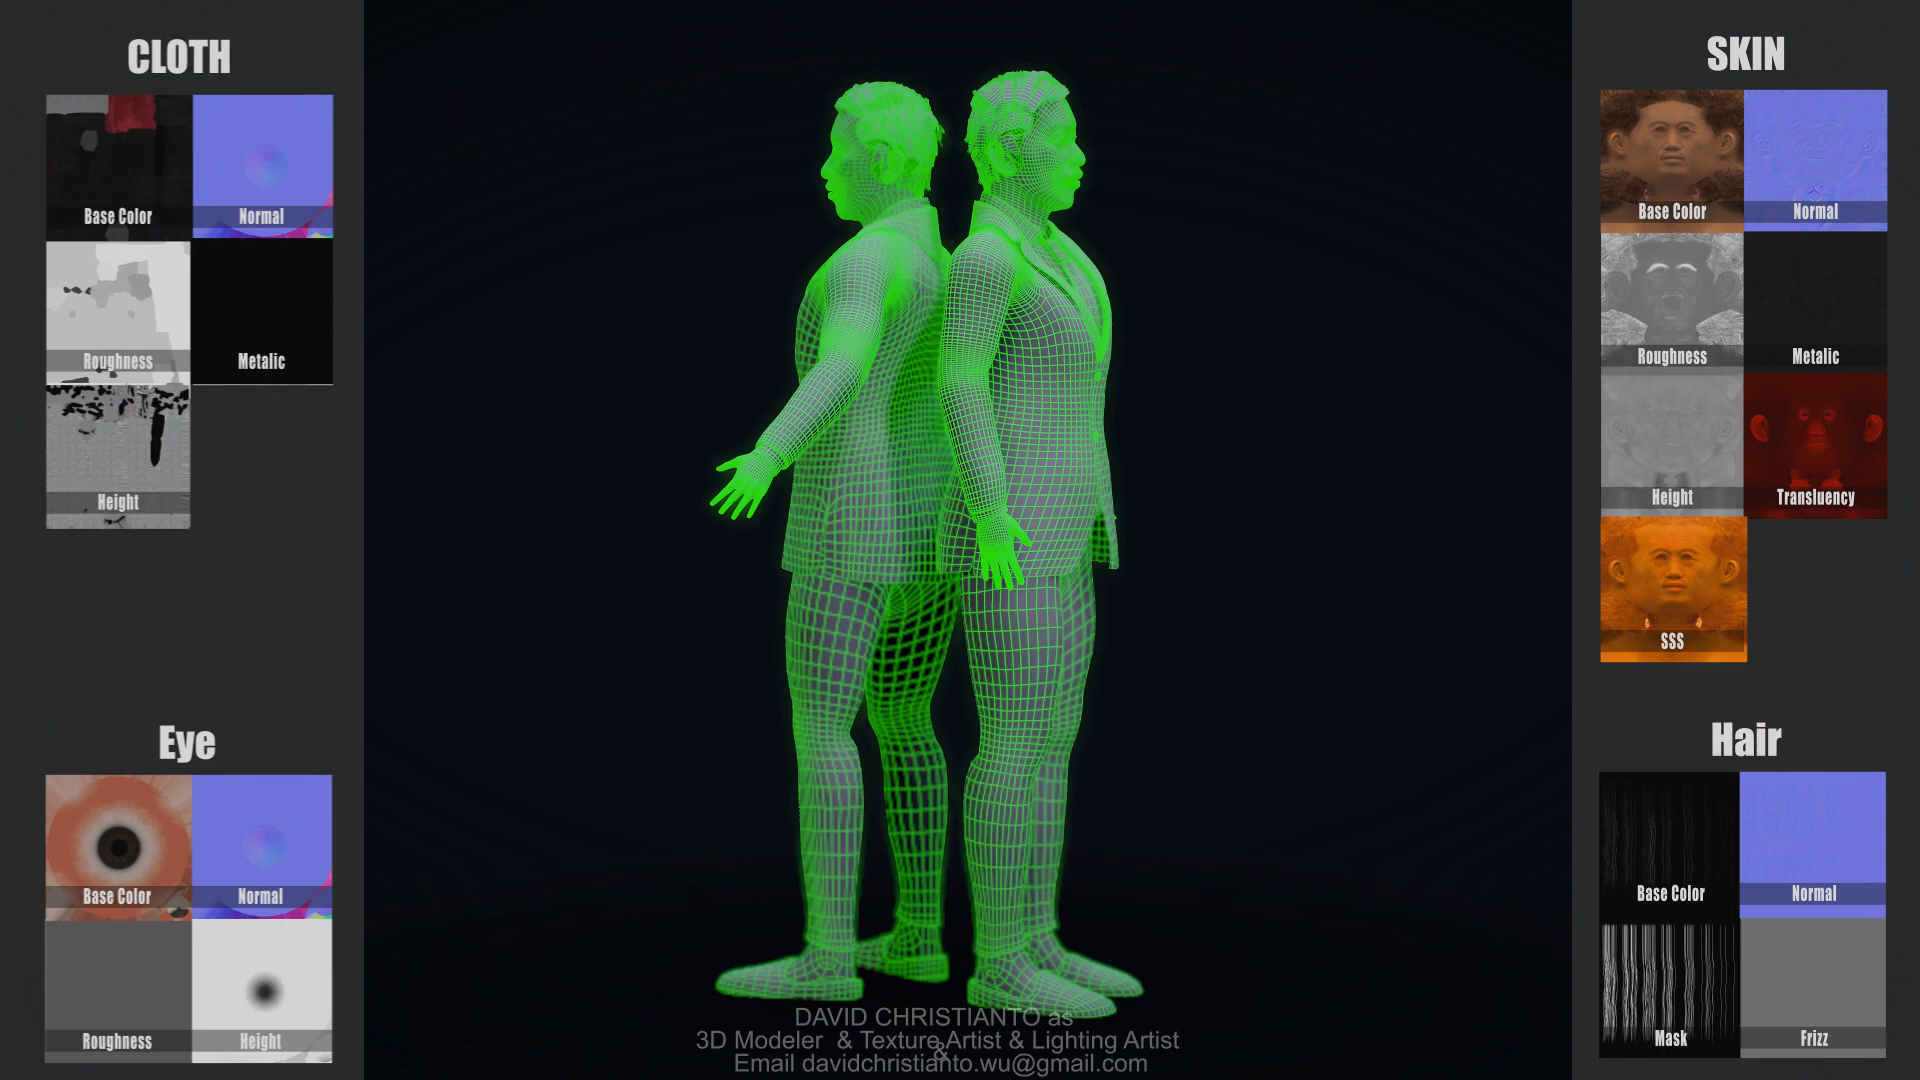 CLOTH
Base Color
Normal
Roughness
Metalic
Height
Eye
Base Color
Normal
Roughness
Height
DAVID CHRISTIANTO as
3D Modeler & Texture Artist & Lighting Artist
&
Email davidchristianto.wu@gmail.com
SKIN
Base Color
Normal
Roughness
Metalic
Height
Transluency
SSS
Hair
Base Color
Normal
Mask
Frizz